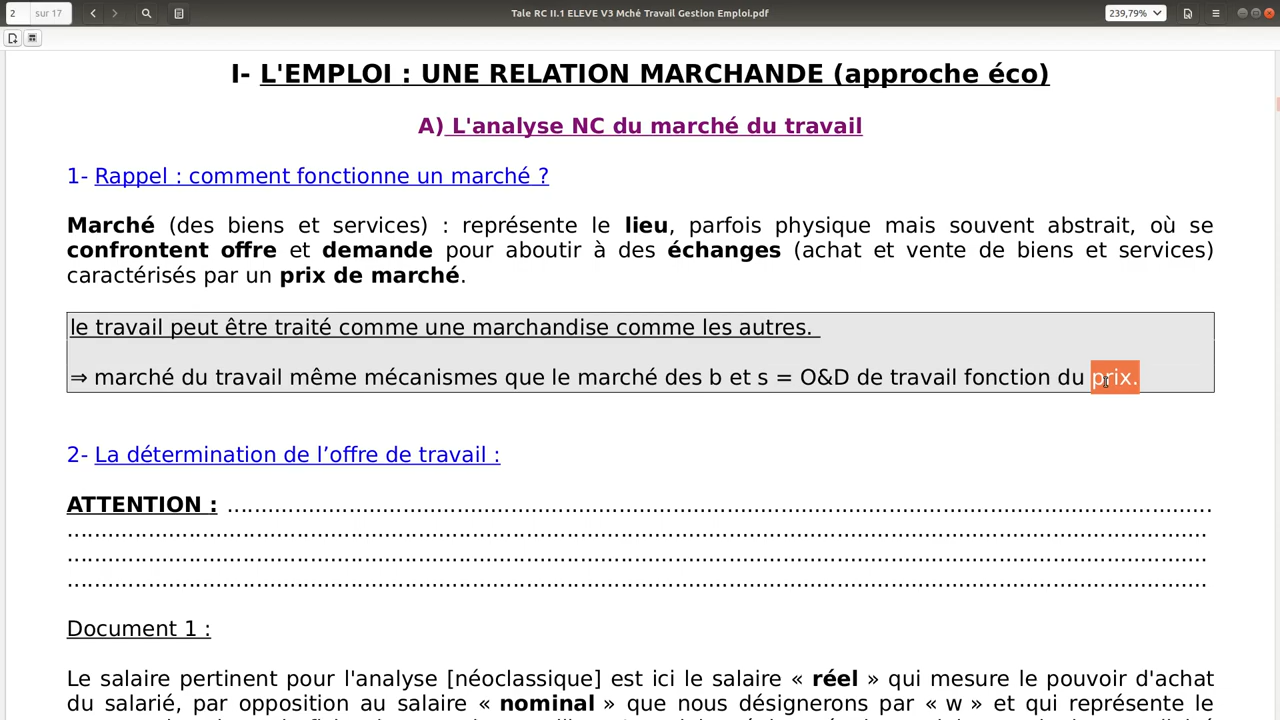 2 sur 17 Tale RC II.1 ELEVE V3 Mché Travail Gestion Emploi.pdf 239,79%
I- L'EMPLOI : UNE RELATION MARCHANDE (approche éco)
A) L'analyse NC du marché du travail
1- Rappel : comment fonctionne un marché ?
Marché (des biens et services) : représente le lieu, parfois physique mais souvent abstrait, où se
confrontent offre et demande pour aboutir à des échanges (achat et vente de biens et services)
caractérisés par un prix de marché.
le travail peut être traité comme une marchandise comme les autres.
⇒ marché du travail même mécanismes que le marché des b et s = O&D de travail fonction du prix.
2- La détermination de l’offre de travail :
ATTENTION : ..................................................................................................................................................
..................................................................................................................................................
..................................................................................................................................................
..................................................................................................................................................
Document 1 :
Le salaire pertinent pour l'analyse [néoclassique] est ici le salaire « réel » qui mesure le pouvoir d'achat
du salarié, par opposition au salaire « nominal » que nous désignerons par « w » et qui représente le